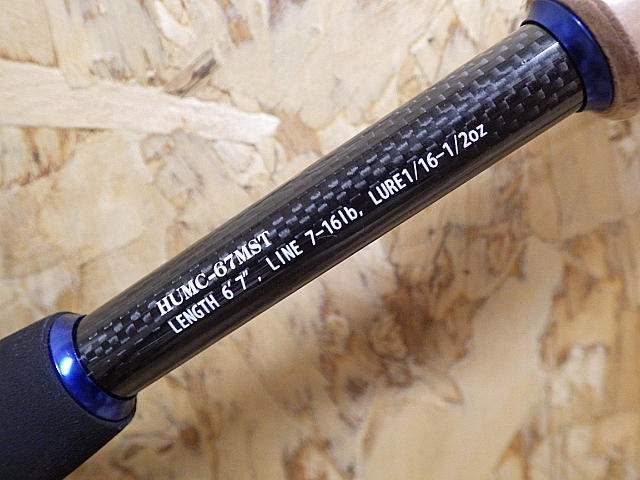 HUMC-67MST
LENGTH 6'7", LINE 7-16lb, LURE1/16-1/2oz